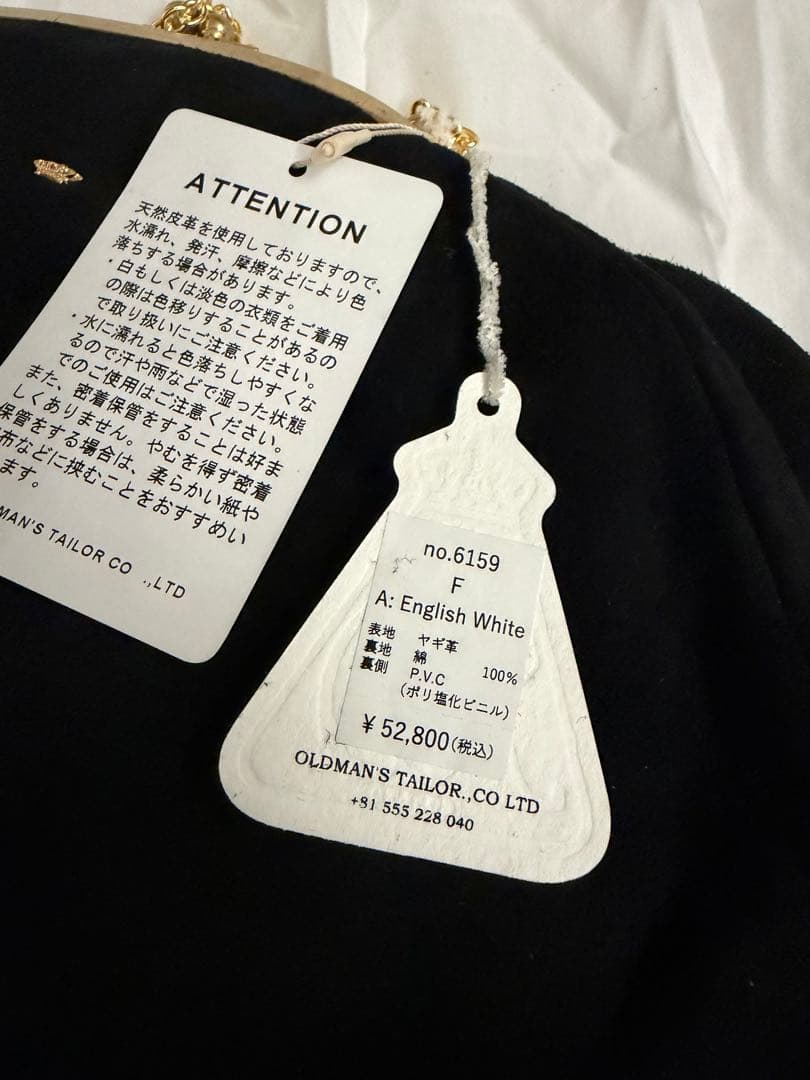 ATTENTION
天然皮革を使用しておりますので、
水濡れ、発汗、摩擦などにより色
落ちする場合があります。
・白もしくは淡色の衣類をご着用
の際は色移りすることがあるの
で取り扱いにご注意ください。
・水に濡れると色落ちしやすくな
るので汗や雨などで湿った状態
でのご使用はご注意ください。
また、密着保管をすることは好ま
しくありません。やむを得ず密着
保管をする場合は、柔らかい紙や
布などに挟むことをおすすめい
ます。
MAN'S TAILOR CO .,LTD
no.6159
F
A: English White
表地 ヤギ革
裏地 綿 100%
裏側 P.V.C
(ポリ塩化ビニル)
¥ 52,800(税込)
OLDMAN'S TAILOR.,CO LTD
+81 555 228 040